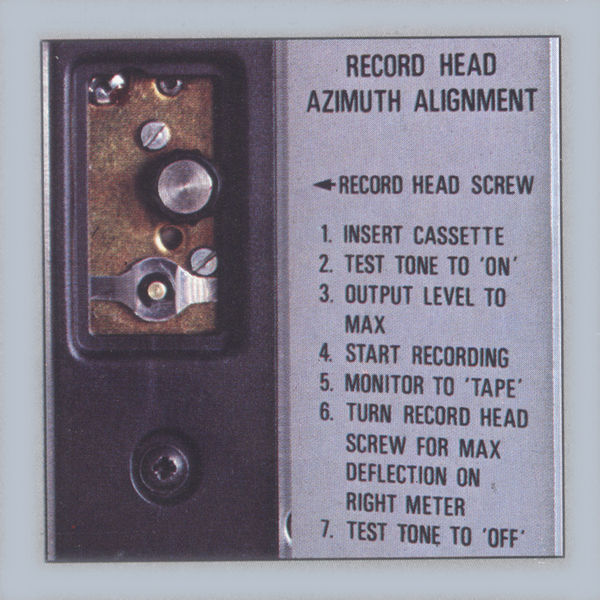 RECORD HEAD
AZIMUTH ALIGNMENT
RECORD HEAD SCREW
1. INSERT CASSETTE
2. TEST TONE TO 'ON'
3. OUTPUT LEVEL TO
MAX
4. START RECORDING
5. MONITOR TO 'TAPE'
6. TURN RECORD HEAD
SCREW FOR MAX
DEFLECTION ON
RIGHT METER
7. TEST TONE TO 'OFF'